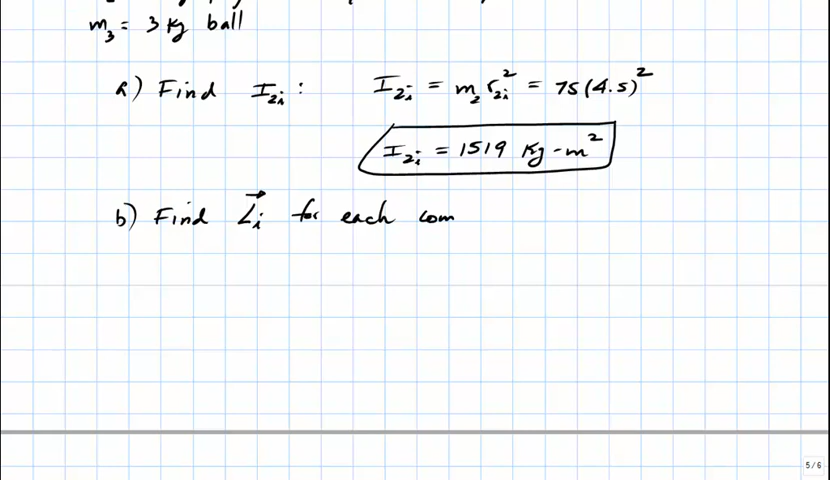 m₃ = 3 Kg ball
a) Find I₂ᵢ : I₂ᵢ = m₂ r₂ᵢ² = 75(4.5)²
I₂ᵢ = 1519 Kg-m²
b) Find L⃗ᵢ for each com
5/6